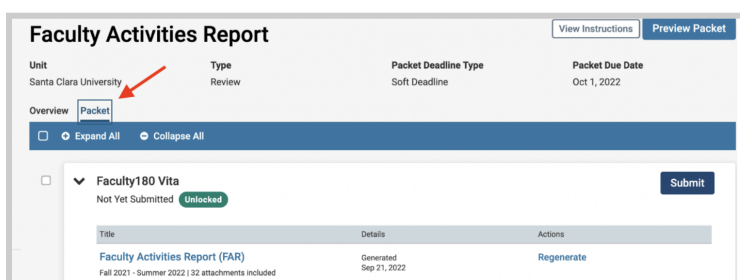 Faculty Activities Report
View Instructions
Preview Packet
Unit Type Packet Deadline Type Packet Due Date
Santa Clara University Review Soft Deadline Oct 1, 2022
Overview Packet
Expand All Collapse All
Faculty180 Vita
Submit
Not Yet Submitted Unlocked
Title Details Actions
Faculty Activities Report (FAR) Generated Regenerate
Sep 21, 2022
Fall 2021 - Summer 2022 | 32 attachments included